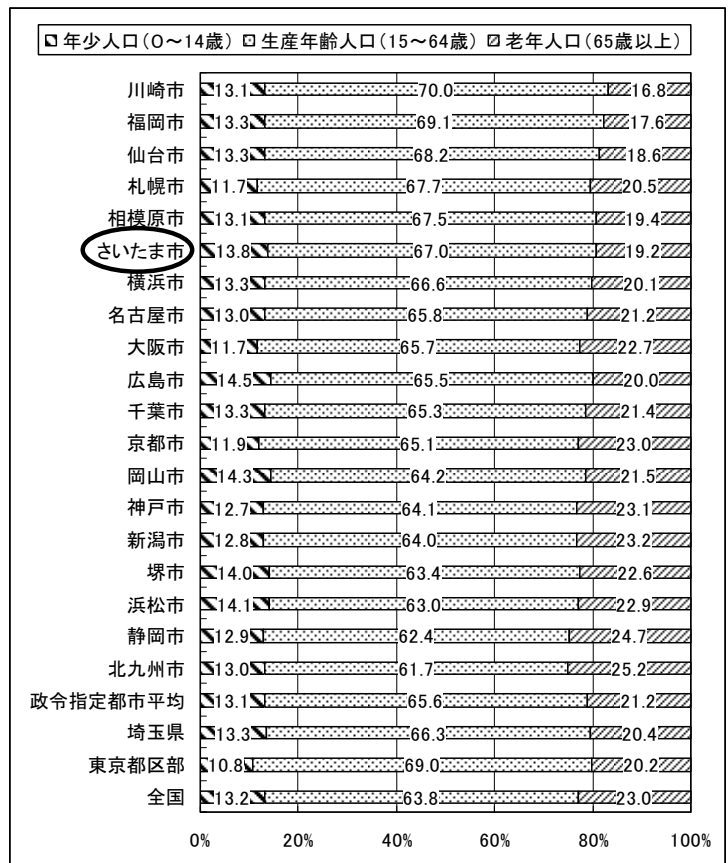 年少人口(0～14歳) 生産年齢人口(15～64歳) 老年人口(65歳以上)
川崎市 13.1 70.0 16.8
福岡市 13.3 69.1 17.6
仙台市 13.3 68.2 18.6
札幌市 11.7 67.7 20.5
相模原市 13.1 67.5 19.4
さいたま市 13.8 67.0 19.2
横浜市 13.3 66.6 20.1
名古屋市 13.0 65.8 21.2
大阪市 11.7 65.7 22.7
広島市 14.5 65.5 20.0
千葉市 13.3 65.3 21.4
京都市 11.9 65.1 23.0
岡山市 14.3 64.2 21.5
神戸市 12.7 64.1 23.1
新潟市 12.8 64.0 23.2
堺市 14.0 63.4 22.6
浜松市 14.1 63.0 22.9
静岡市 12.9 62.4 24.7
北九州市 13.0 61.7 25.2
政令指定都市平均 13.1 65.6 21.2
埼玉県 13.3 66.3 20.4
東京都区部 10.8 69.0 20.2
全国 13.2 63.8 23.0
0% 20% 40% 60% 80% 100%